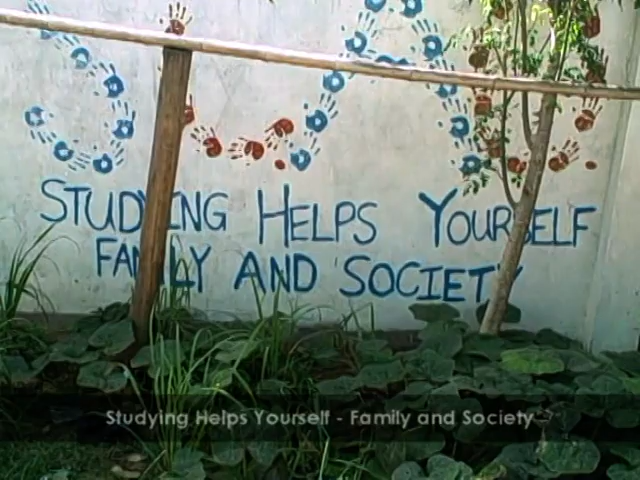 STUDYING HELPS YOURSELF
FAMILY AND SOCIETY
Studying Helps Yourself - Family and Society